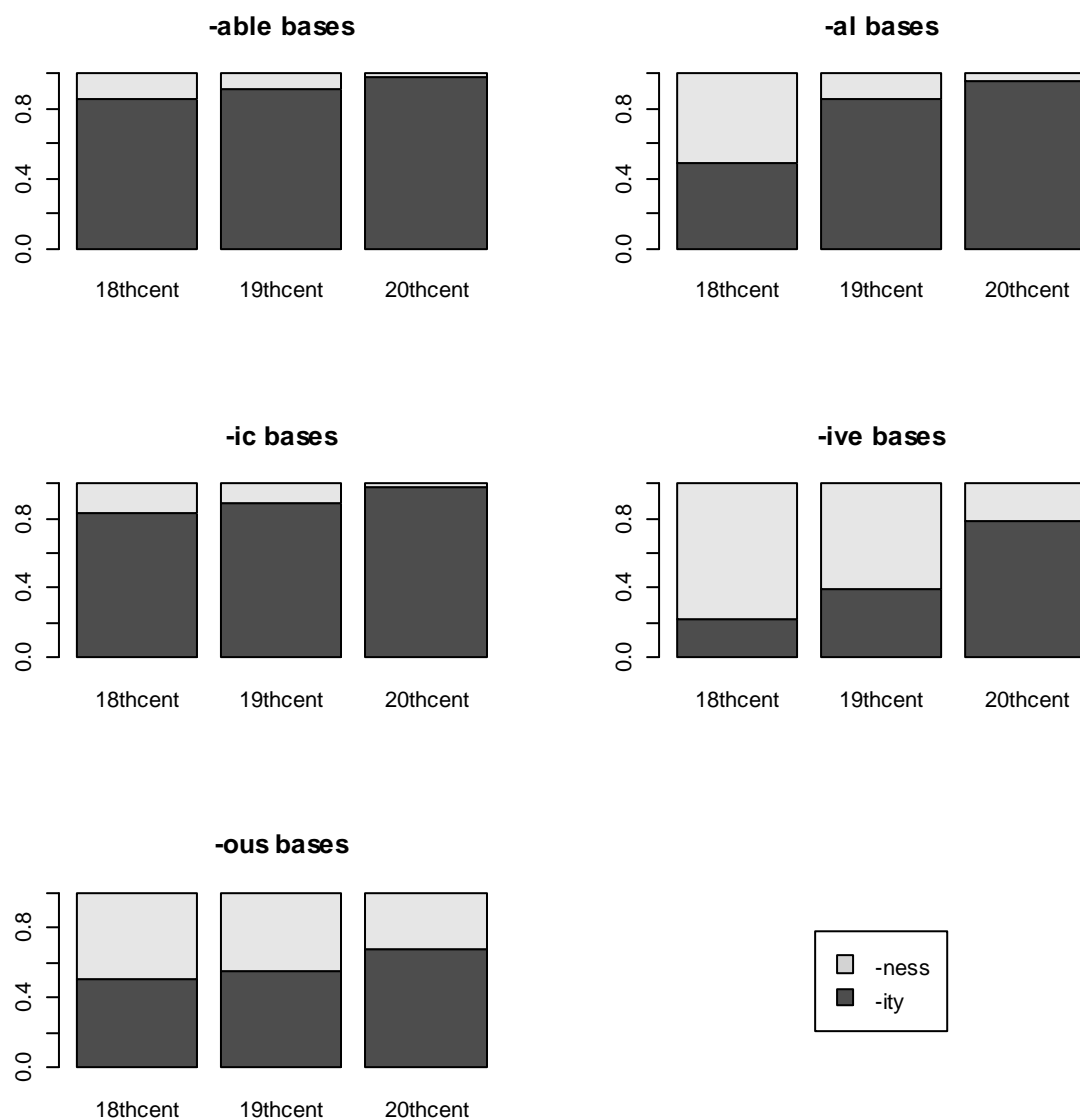 -able bases
0.8
0.4
0.0
18thcent 19thcent 20thcent
-al bases
0.8
0.4
0.0
18thcent 19thcent 20thcent
-ic bases
0.8
0.4
0.0
18thcent 19thcent 20thcent
-ive bases
0.8
0.4
0.0
18thcent 19thcent 20thcent
-ous bases
0.8
0.4
0.0
18thcent 19thcent 20thcent
-ness
-ity